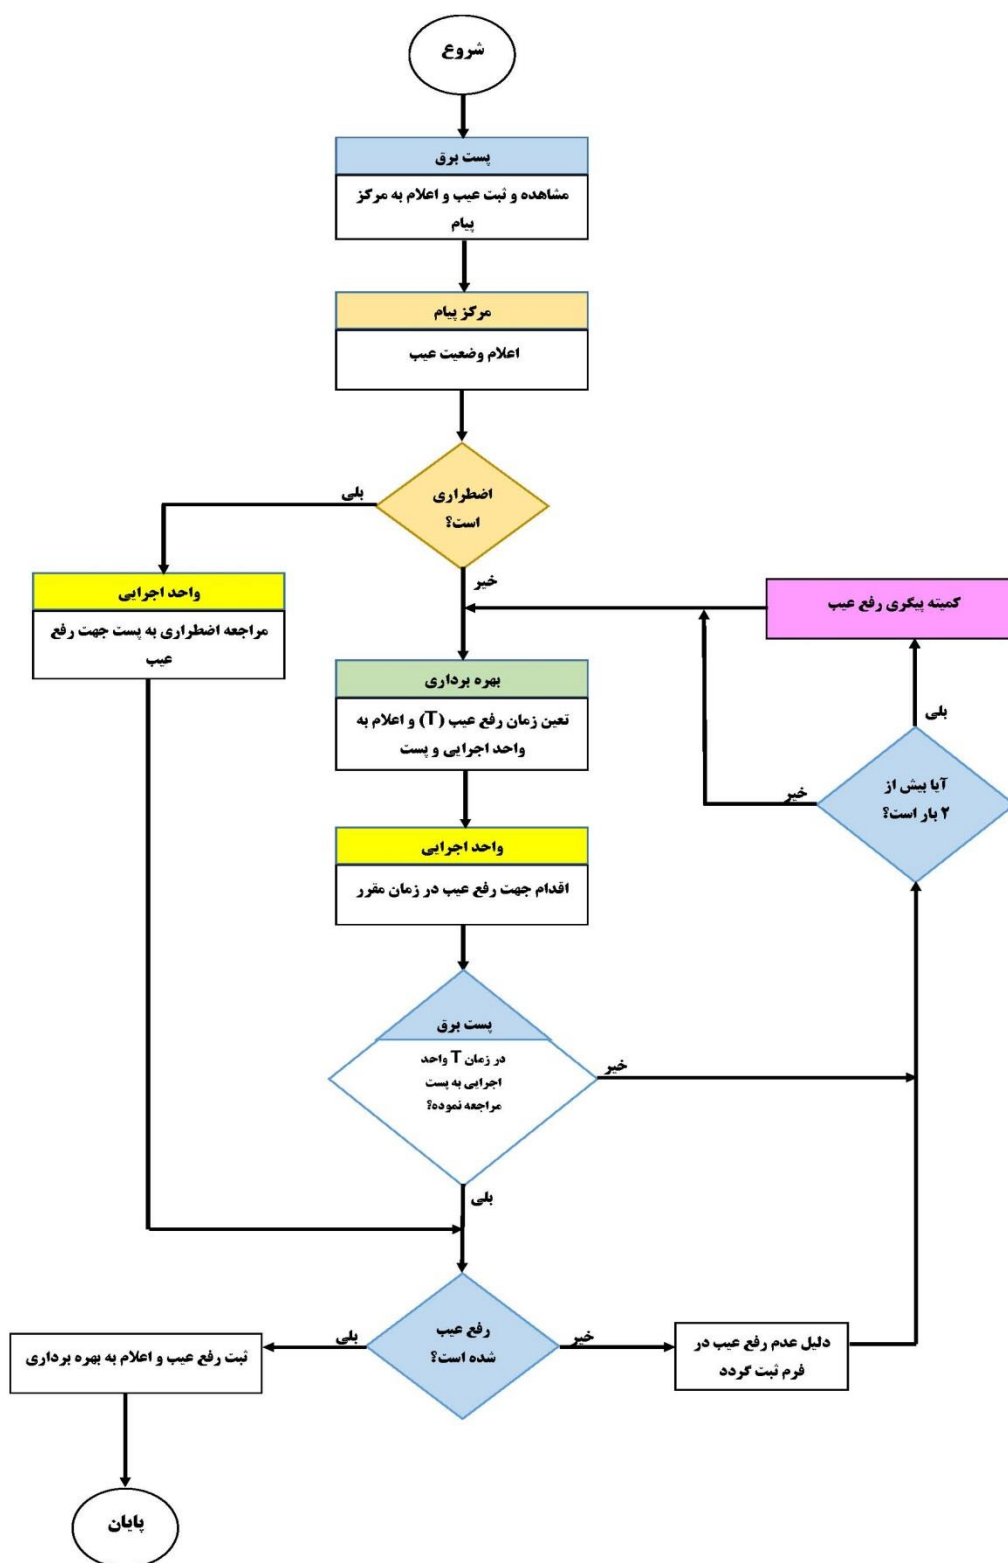 شروع
پست برق
مشاهده و ثبت عیب و اعلام به مرکز
پیام
مرکز پیام
اعلام وضعیت عیب
اضطراری
است؟
بلی
خیر
واحد اجرایی
مراجعه اضطراری به پست جهت رفع
عیب
کمیته پیگری رفع عیب
بهره برداری
تعین زمان رفع عیب (T) و اعلام به
واحد اجرایی و پست
بلی
آیا بیش از
۲ بار است؟
خیر
واحد اجرایی
اقدام جهت رفع عیب در زمان مقرر
پست برق
در زمان T واحد
اجرایی به پست
مراجعه نموده؟
خیر
بلی
رفع عیب
شده است؟
خیر
بلی
دلیل عدم رفع عیب در
فرم ثبت گردد
ثبت رفع عیب و اعلام به بهره برداری
پایان